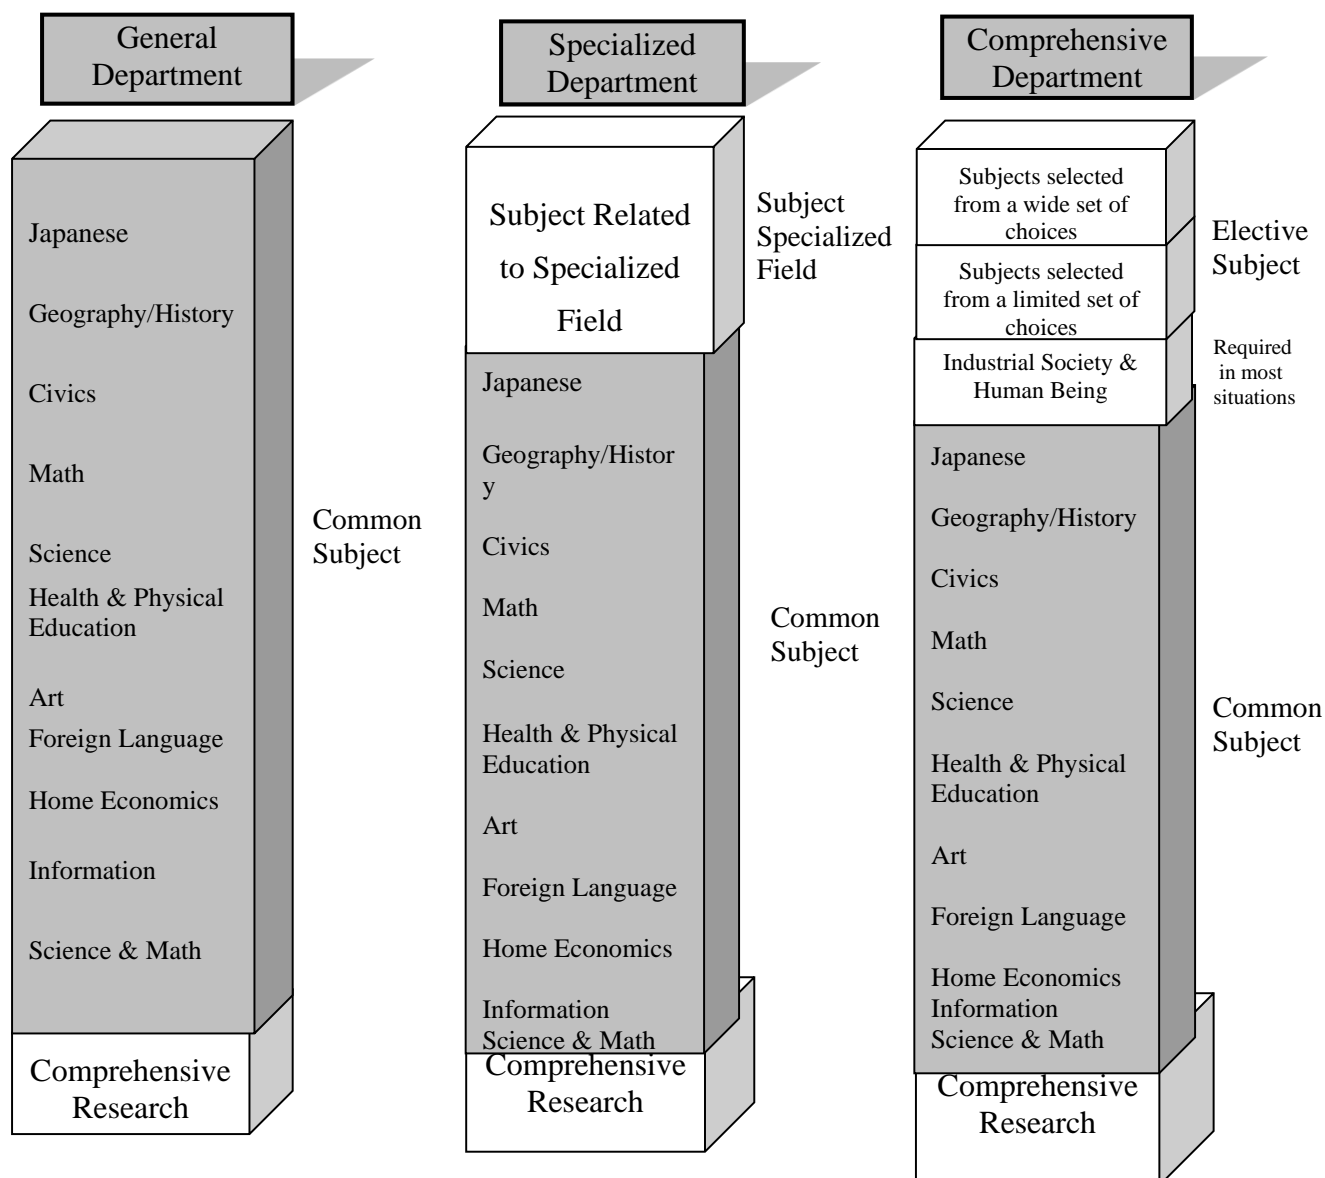 General
Department
Japanese
Geography/History
Civics
Math
Science
Health & Physical
Education
Art
Foreign Language
Home Economics
Information
Science & Math
Comprehensive
Research
Common
Subject
Specialized
Department
Subject Related
to Specialized
Field
Subject
Specialized
Field
Japanese
Geography/Histor
y
Civics
Math
Science
Health & Physical
Education
Art
Foreign Language
Home Economics
Information
Science & Math
Comprehensive
Research
Common
Subject
Comprehensive
Department
Subjects selected
from a wide set of
choices
Subjects selected
from a limited set of
choices
Elective
Subject
Industrial Society &
Human Being
Required
in most
situations
Japanese
Geography/History
Civics
Math
Science
Health & Physical
Education
Art
Foreign Language
Home Economics
Information
Science & Math
Comprehensive
Research
Common
Subject